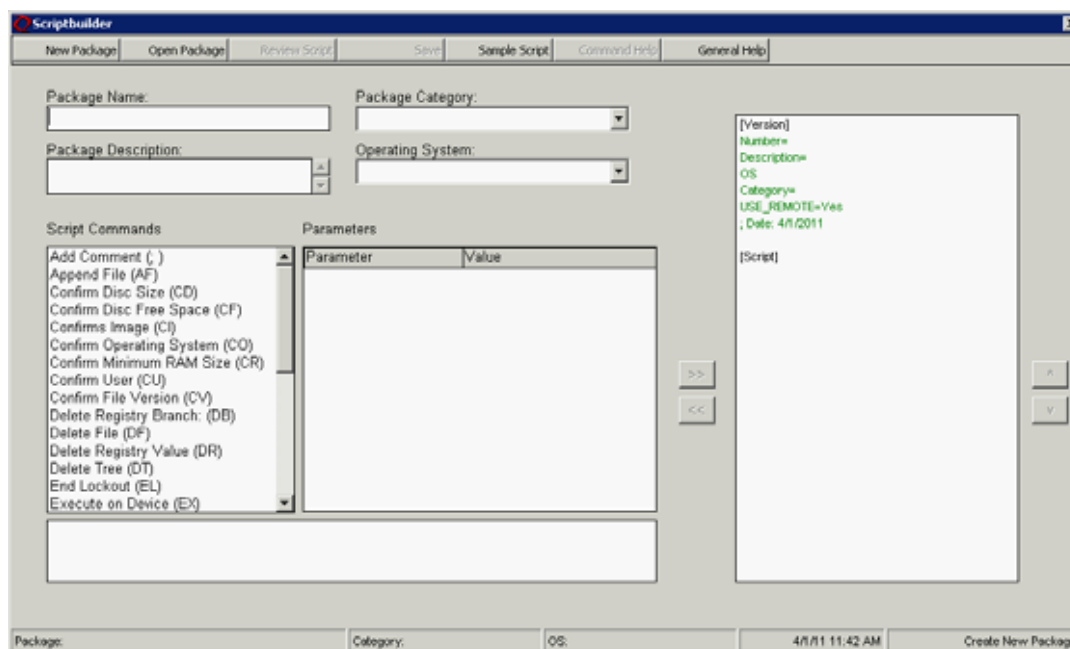 Scriptbuilder
New Package Open Package Review Script Save Sample Script Command Help General Help
Package Name:
Package Category:
Package Description:
Operating System:
Script Commands
Parameters
Add Comment (; )
Append File (AF)
Confirm Disc Size (CD)
Confirm Disc Free Space (CF)
Confirms Image (CI)
Confirm Operating System (CO)
Confirm Minimum RAM Size (CR)
Confirm User (CU)
Confirm File Version (CV)
Delete Registry Branch: (DB)
Delete File (DF)
Delete Registry Value (DR)
Delete Tree (DT)
End Lockout (EL)
Execute on Device (EX)
Parameter Value
>>
<<
[Version]
Number=
Description=
OS
Category=
USE_REMOTE=Yes
; Date: 4/1/2011
[Script]
^
v
Package: Category: OS: 4/1/11 11:42 AM Create New Packag